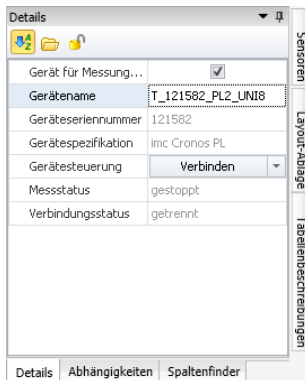 Details
Gerät für Messung...
Gerätename T_121582_PL2_UNI8
Geräteseriennummer 121582
Gerätespezifikation imc Cronos PL
Gerätesteuerung Verbinden
Messstatus gestoppt
Verbindungsstatus getrennt
Details Abhängigkeiten Spaltenfinder
Sensoren
Layout-Ablage
Tabellenbeschreibungen